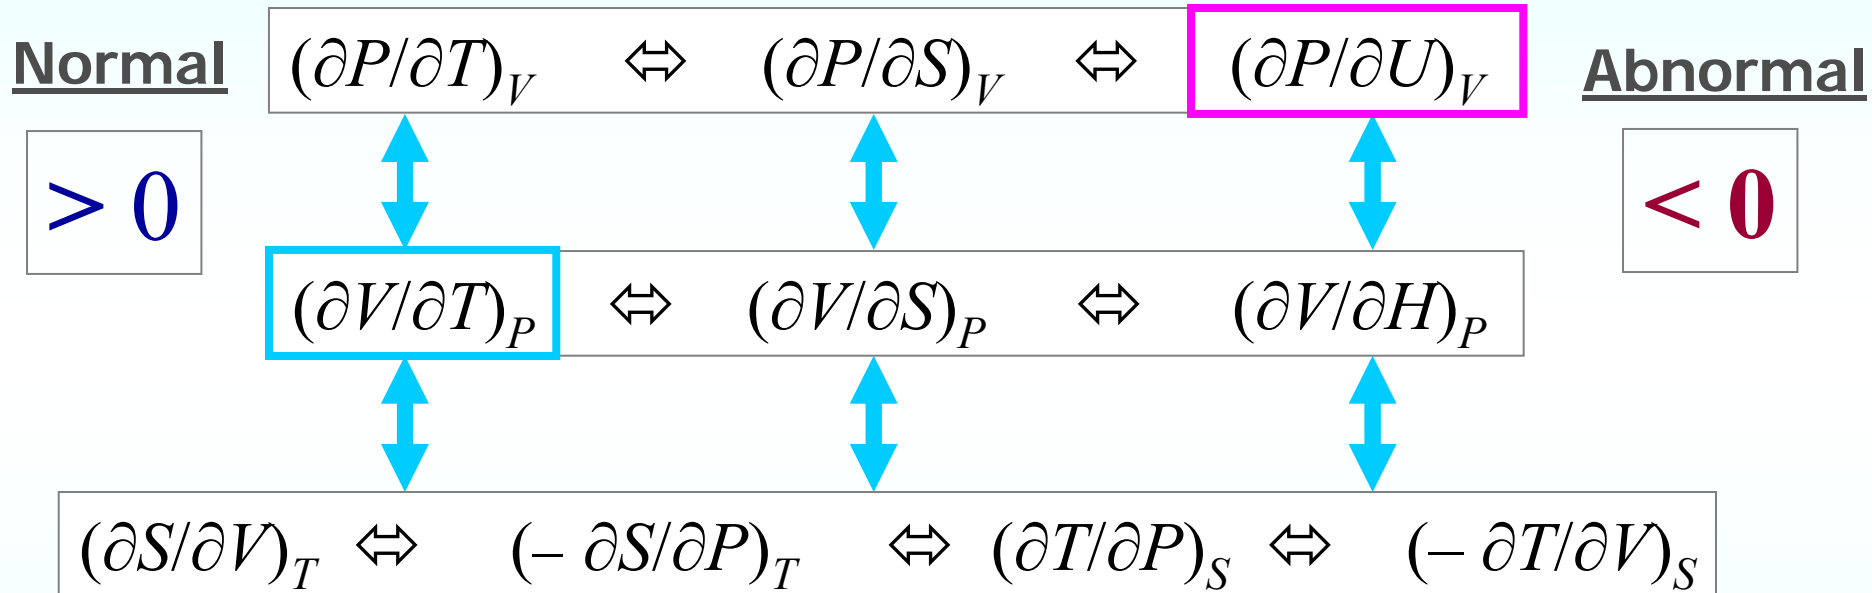 Normal (∂P/∂T)V ⇔ (∂P/∂S)V ⇔ (∂P/∂U)V Abnormal
> 0 < 0
(∂V/∂T)P ⇔ (∂V/∂S)P ⇔ (∂V/∂H)P
(∂S/∂V)T ⇔ (– ∂S/∂P)T ⇔ (∂T/∂P)S ⇔ (– ∂T/∂V)S